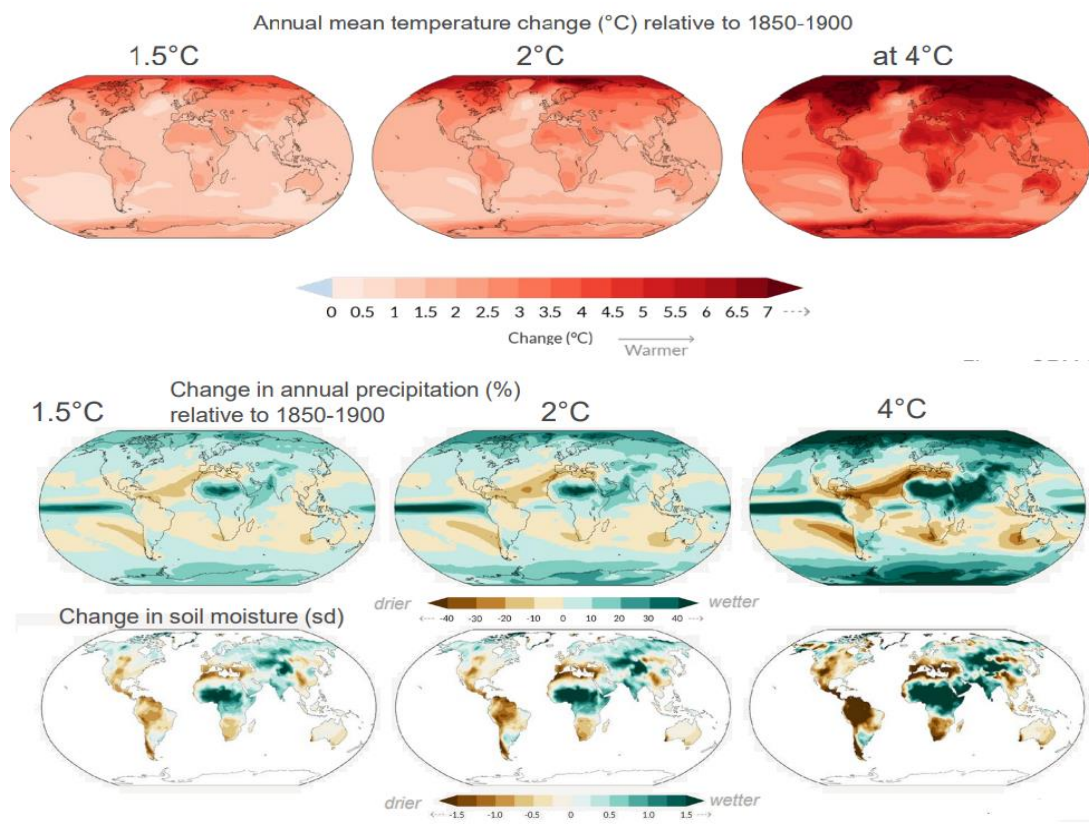 Annual mean temperature change (°C) relative to 1850-1900
1.5°C 2°C at 4°C
0 0.5 1 1.5 2 2.5 3 3.5 4 4.5 5 5.5 6 6.5 7
Change (°C)
Warmer
Change in annual precipitation (%)
relative to 1850-1900
1.5°C 2°C 4°C
drier wetter
-40 -30 -20 -10 0 10 20 30 40
Change in soil moisture (sd)
drier wetter
-1.5 -1.0 -0.5 0 0.5 1.0 1.5